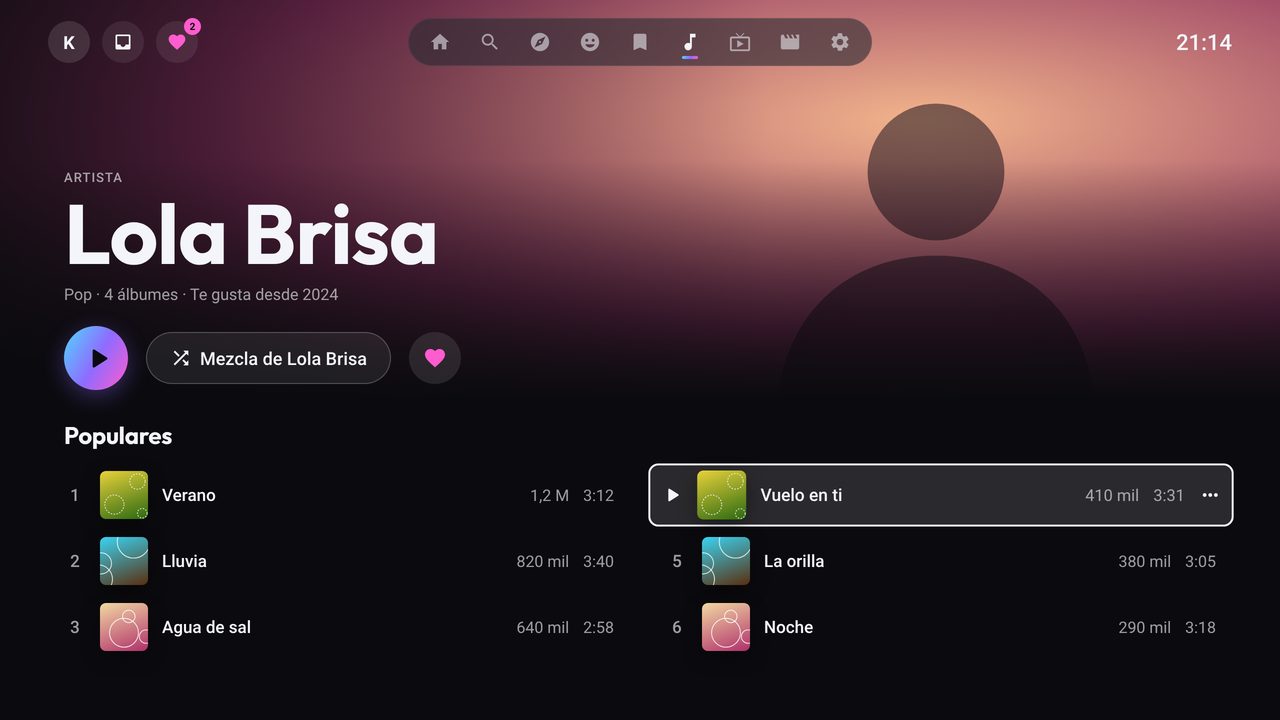 K
2
21:14
ARTISTA
Lola Brisa
Pop · 4 álbumes · Te gusta desde 2024
Mezcla de Lola Brisa
Populares
1 Verano 1,2 M 3:12
Vuelo en ti 410 mil 3:31
2 Lluvia 820 mil 3:40
5 La orilla 380 mil 3:05
3 Agua de sal 640 mil 2:58
6 Noche 290 mil 3:18